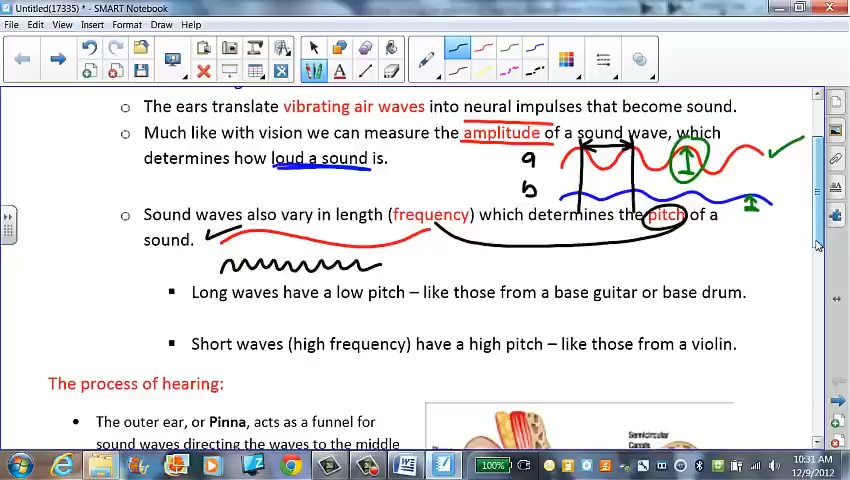 Untitled(17335) * - SMART Notebook
File Edit View Insert Format Draw Help
The ears translate vibrating air waves into neural impulses that become sound.
Much like with vision we can measure the amplitude of a sound wave, which
determines how loud a sound is.
a
b
Sound waves also vary in length (frequency) which determines the pitch of a
sound.
Long waves have a low pitch – like those from a base guitar or base drum.
Short waves (high frequency) have a high pitch – like those from a violin.
The process of hearing:
The outer ear, or Pinna, acts as a funnel for
sound waves directing the waves to the middle
Semicircular
Canals
100%
10:31 AM
12/9/2012